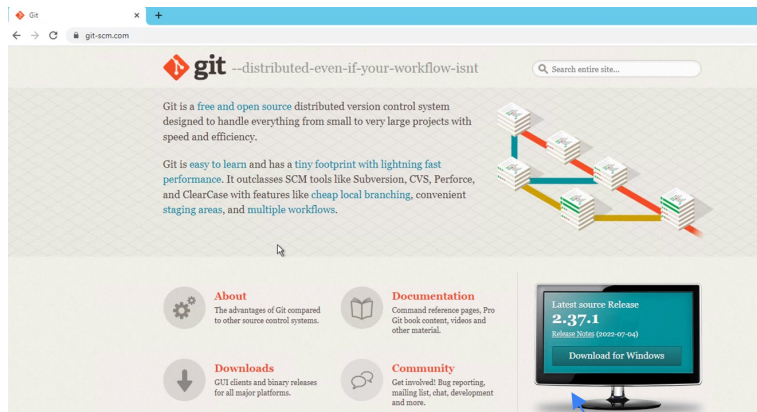 Git
git-scm.com
git --distributed-even-if-your-workflow-isnt
Search entire site...
Git is a free and open source distributed version control system
designed to handle everything from small to very large projects with
speed and efficiency.
Git is easy to learn and has a tiny footprint with lightning fast
performance. It outclasses SCM tools like Subversion, CVS, Perforce,
and ClearCase with features like cheap local branching, convenient
staging areas, and multiple workflows.
About
The advantages of Git compared
to other source control systems.
Documentation
Command reference pages, Pro
Git book content, videos and
other material.
Downloads
GUI clients and binary releases
for all major platforms.
Community
Get involved! Bug reporting,
mailing list, chat, development
and more.
Latest source Release
2.37.1
Release Notes (2022-07-04)
Download for Windows